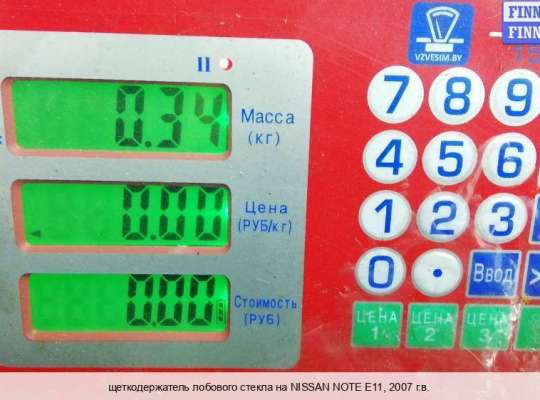 FINN
FINN
VZVESIM.BY
II
0.34
Масса
(кг)
0.00
Цена
(РУБ/кг)
0.00
Стоимость
(РУБ)
7 8 9
4 5 6
1 2 3
0 . Ввод >
ЦЕНА 1 ЦЕНА 2 ЦЕНА 3
щеткодержатель лобового стекла на NISSAN NOTE E11, 2007 г.в.